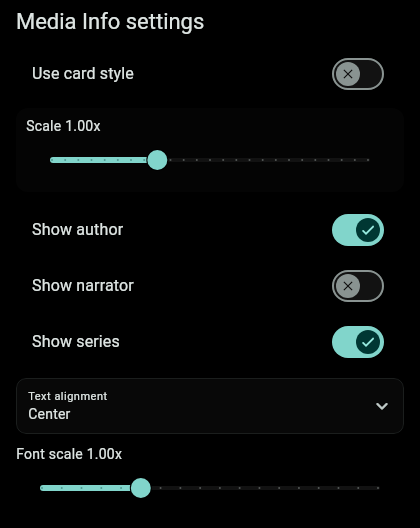 Media Info settings
Use card style
Scale 1.00x
Show author
Show narrator
Show series
Text alignment
Center
Font scale 1.00x